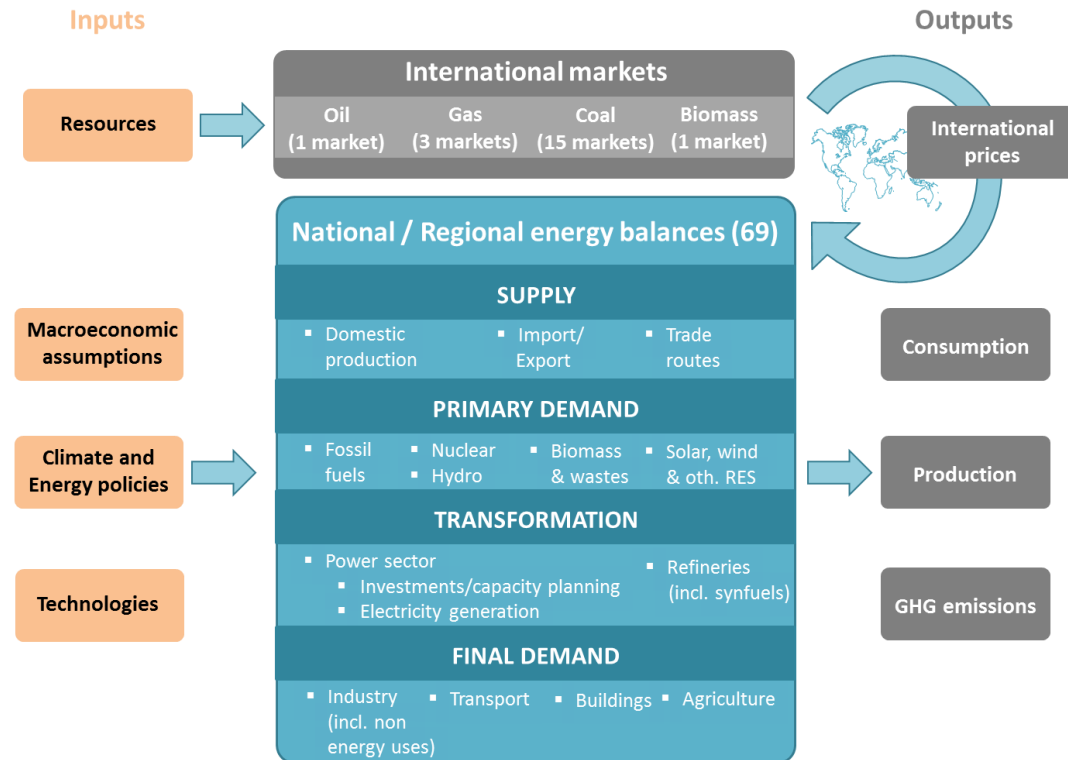 Inputs
Outputs
International markets
Oil
(1 market)
Gas
(3 markets)
Coal
(15 markets)
Biomass
(1 market)
Resources
International
prices
National / Regional energy balances (69)
SUPPLY
▪ Domestic
production
▪ Import/
Export
▪ Trade
routes
Macroeconomic
assumptions
Consumption
PRIMARY DEMAND
▪ Fossil
fuels
▪ Nuclear
▪ Hydro
▪ Biomass
& wastes
▪ Solar, wind
& oth. RES
Climate and
Energy policies
Production
TRANSFORMATION
▪ Power sector
▪ Investments/capacity planning
▪ Electricity generation
▪ Refineries
(incl. synfuels)
Technologies
GHG emissions
FINAL DEMAND
▪ Industry
(incl. non
energy uses)
▪ Transport
▪ Buildings
▪ Agriculture